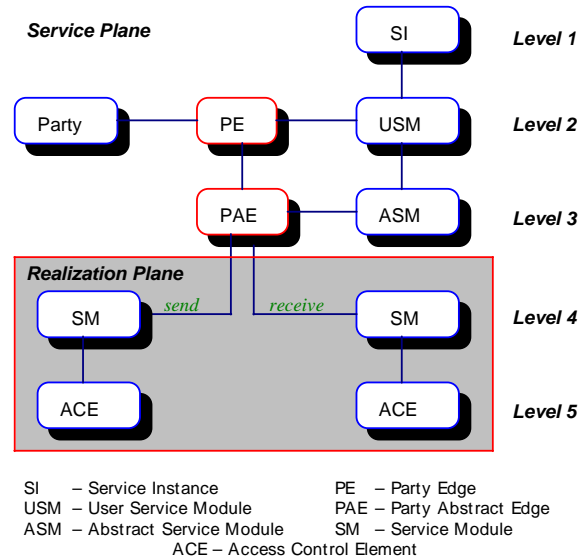 Service Plane
SI
Level 1
Party
PE
USM
Level 2
PAE
ASM
Level 3
Realization Plane
SM
send
receive
SM
Level 4
ACE
ACE
Level 5
SI – Service Instance
PE – Party Edge
USM – User Service Module
PAE – Party Abstract Edge
ASM – Abstract Service Module
SM – Service Module
ACE – Access Control Element